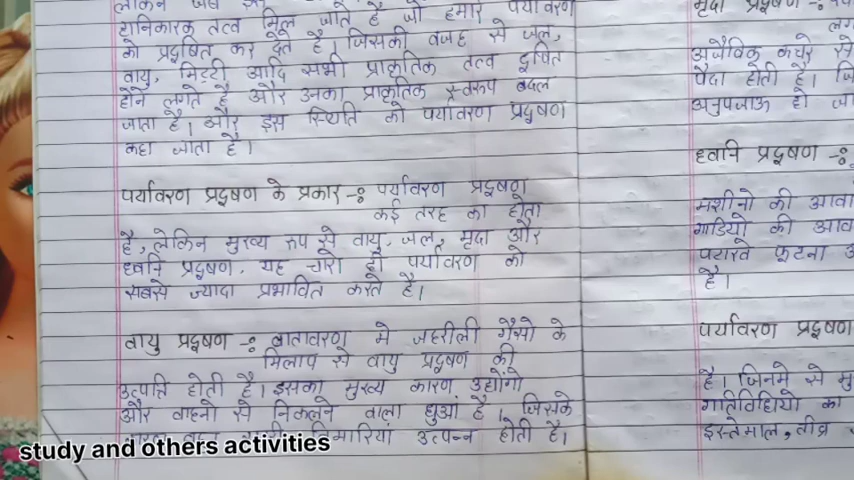 लेकिन जब इस
हानिकारक तत्व मिल जाते है जो हमारे पर्यावरण
को प्रदूषित कर देते है। जिसकी वजह से जल,
वायु, मिट्टी आदि सभी प्राकृतिक तत्व दूषित
होने लगते है और उनका प्राकृतिक स्वरूप बदल
जाता है। और इस स्थिति को पर्यावरण प्रदूषण
कहा जाता है।
पर्यावरण प्रदूषण के प्रकार -: पर्यावरण प्रदूषण
कई तरह का होता
है, लेकिन मुख्य रूप से वायु, जल, मृदा और
ध्वनि प्रदूषण, यह चारो ही पर्यावरण को
सबसे ज्यादा प्रभावित करते है।
वायु प्रदूषण -: वातावरण मे जहरीली गैसो के
मिलाप से वायु प्रदूषण की
उत्पत्ति होती है। इसका मुख्य कारण उद्योगो
और वाहनो से निकलने वाला धुआं है। जिसके
बिमारियां उत्पन्न होती है।
मृदा प्रदूषण -:
अजैविक कचरे से
पैदा होती है।
अनुपजाऊ हो
ध्वनि प्रदूषण -:
मशीनो की
गाडियो की
पटाखे फूटना
है।
पर्यावरण प्रदूषण
है। जिनमे से
गतिविधियो का
इस्तेमाल, तीव्र
study and others activities